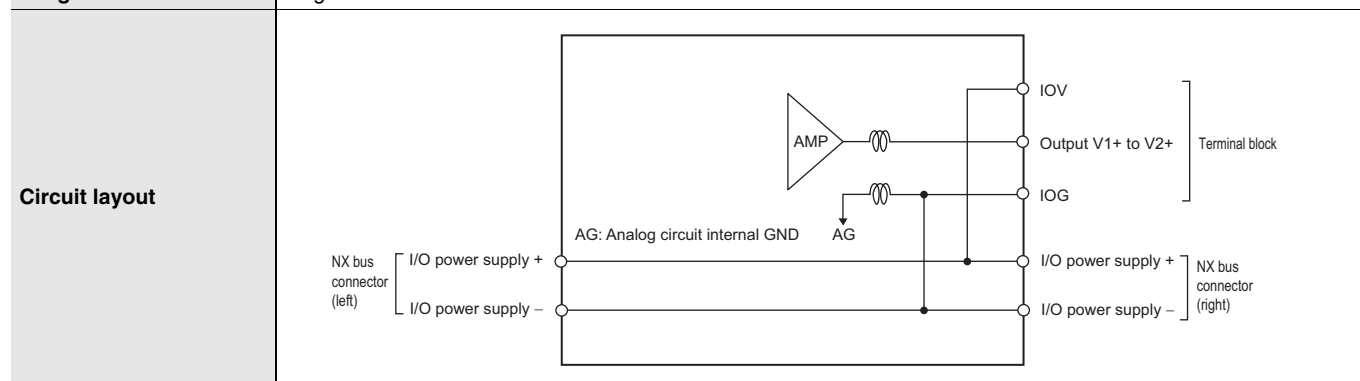 Circuit layout
IOV
AMP
Output V1+ to V2+
Terminal block
IOG
AG: Analog circuit internal GND
AG
NX bus
connector
(left)
I/O power supply +
I/O power supply −
I/O power supply +
I/O power supply −
NX bus
connector
(right)